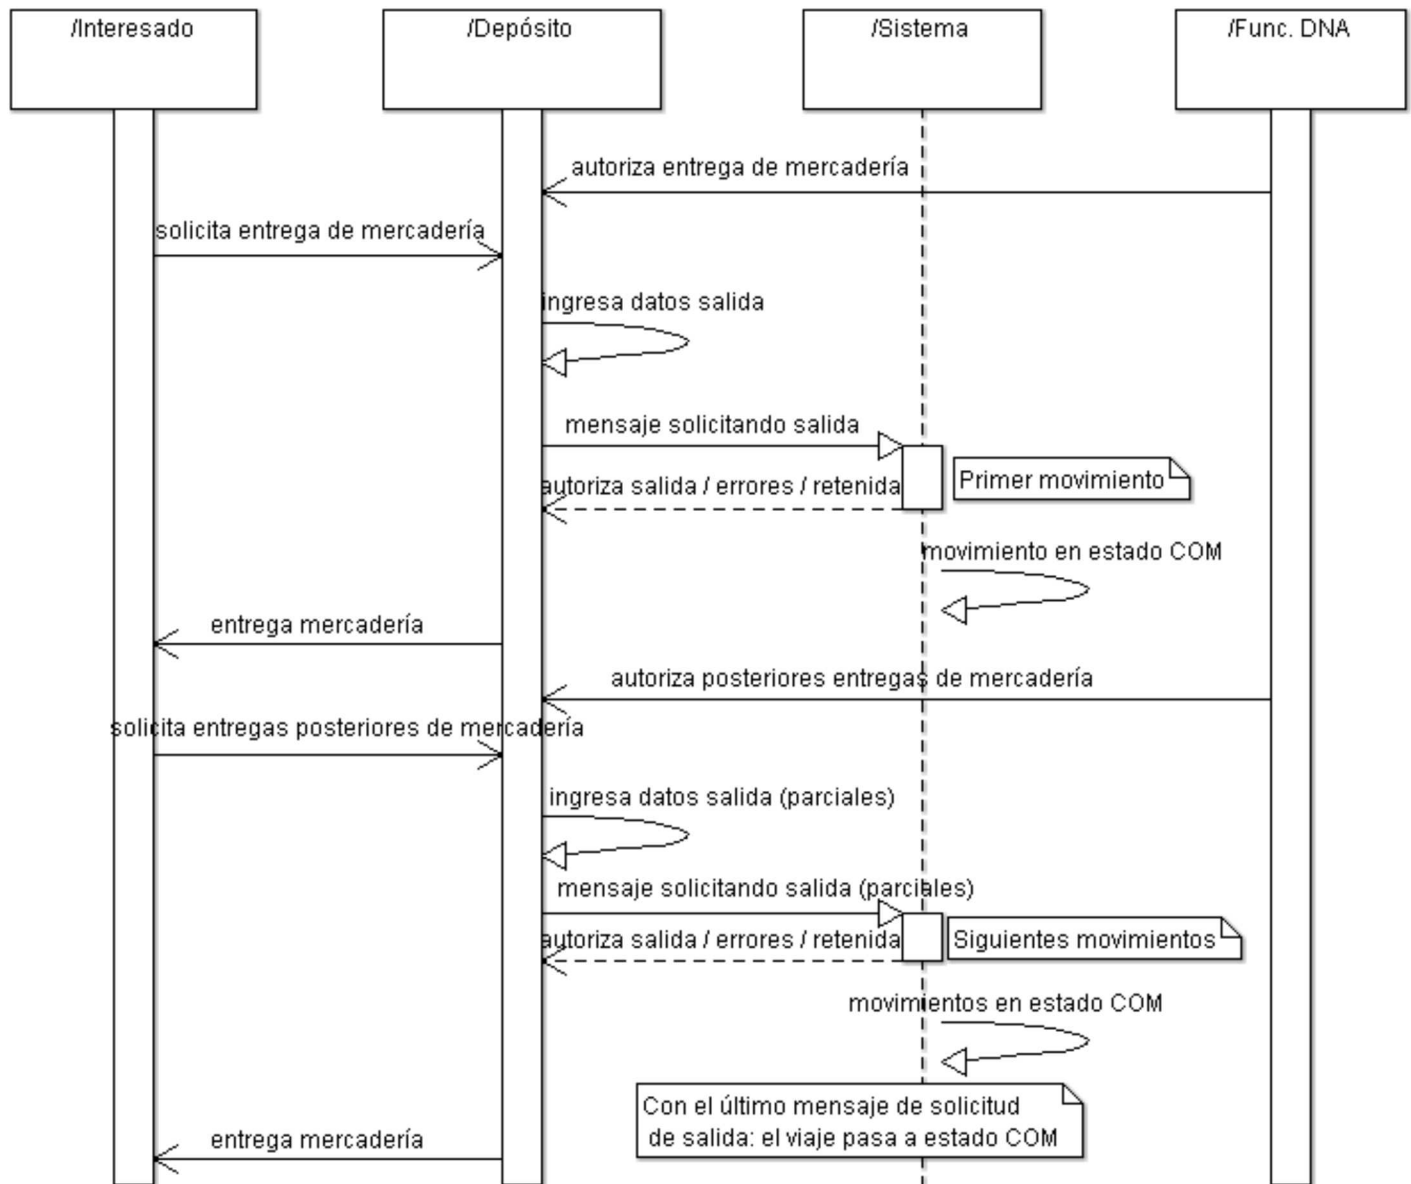 /Interesado
/Depósito
/Sistema
/Func. DNA
autoriza entrega de mercadería
solicita entrega de mercadería
ingresa datos salida
mensaje solicitando salida
Primer movimiento
autoriza salida / errores / retenida
movimiento en estado COM
entrega mercadería
autoriza posteriores entregas de mercadería
solicita entregas posteriores de mercadería
ingresa datos salida (parciales)
mensaje solicitando salida (parciales)
autoriza salida / errores / retenida
Siguientes movimientos
movimientos en estado COM
Con el último mensaje de solicitud
de salida: el viaje pasa a estado COM
entrega mercadería